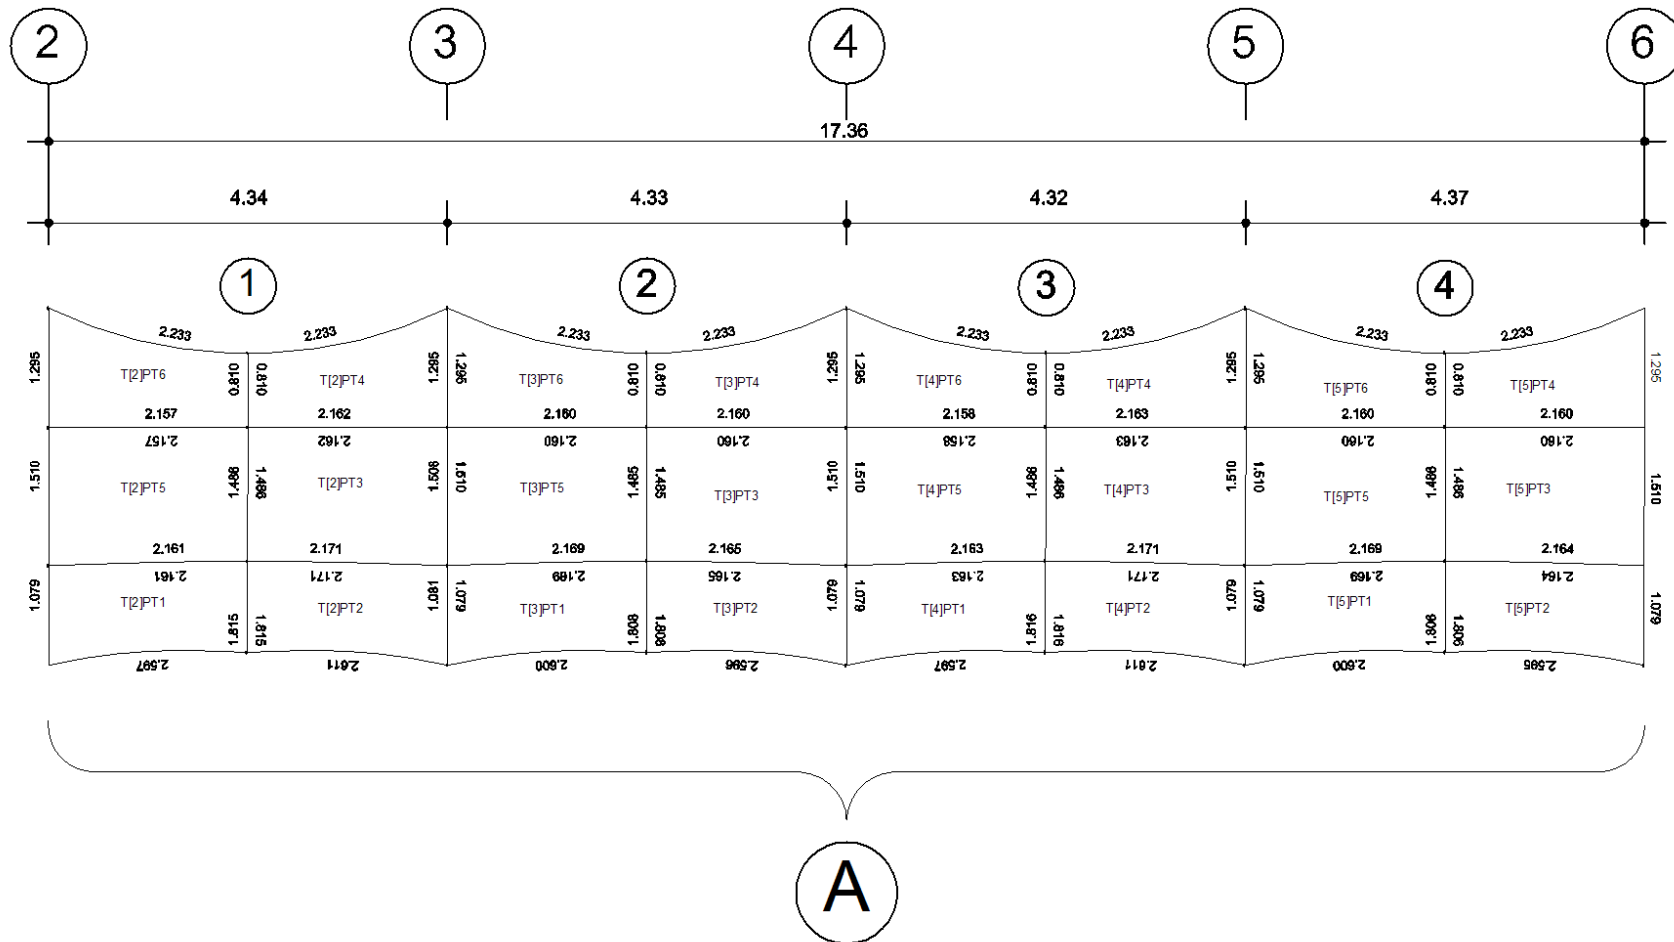 2 3 4 5 6
17.36
4.34 4.33 4.32 4.37
1 2 3 4
2.233 2.233 2.233 2.233 2.233 2.233 2.233 2.233
1.295 T[2]PT6 0.810 0.810 T[2]PT4 1.295 1.295 T[3]PT6 0.810 0.810 T[3]PT4 1.295 1.295 T[4]PT6 0.810 0.810 T[4]PT4 1.295 1.295 T[5]PT6 0.810 0.810 T[5]PT4 1.295
2.157 2.162 2.160 2.160 2.158 2.163 2.160 2.160
2.157 2.162 2.160 2.160 2.158 2.163 2.160 2.160
1.510 T[2]PT5 1.486 1.486 T[2]PT3 1.508 1.510 T[3]PT5 1.485 1.485 T[3]PT3 1.510 1.510 T[4]PT5 1.486 1.486 T[4]PT3 1.510 1.510 T[5]PT5 1.486 1.486 T[5]PT3 1.510
2.161 2.171 2.169 2.165 2.163 2.171 2.169 2.164
2.161 2.171 2.169 2.165 2.163 2.171 2.169 2.164
1.079 T[2]PT1 1.815 1.815 T[2]PT2 1.081 1.079 T[3]PT1 1.808 1.808 T[3]PT2 1.079 1.079 T[4]PT1 1.816 1.816 T[4]PT2 1.079 1.079 T[5]PT1 1.806 1.806 T[5]PT2 1.079
2.597 2.611 2.600 2.596 2.597 2.611 2.600 2.595
A